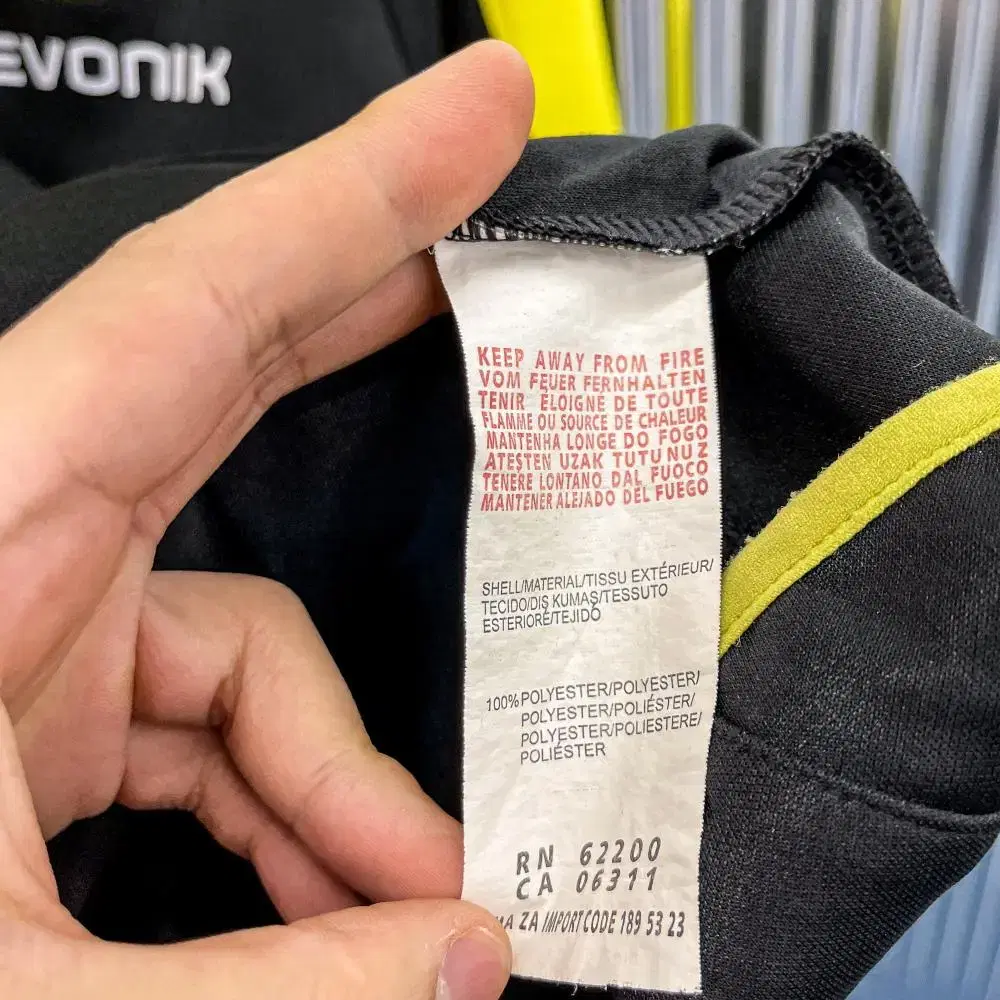 EVONIK
KEEP AWAY FROM FIRE
VOM FEUER FERNHALTEN
TENIR ÉLOIGNE DE TOUTE
FLAMME OU SOURCE DE CHALEUR
MANTENHA LONGE DO FOGO
ATEŞTEN UZAK TUTUNUZ
TENERE LONTANO DAL FUOCO
MANTENER ALEJADO DEL FUEGO
SHELL/MATERIAL/TISSU EXTÉRIEUR/
TECIDO/DIŞ KUMAŞ/TESSUTO
ESTERIORE/TEJIDO
100% POLYESTER/POLYESTER/
POLYESTER/POLIÉSTER/
POLYESTER/POLIESTERE/
POLIÉSTER
RN 62200
CA 06311
ZA IMPORT CODE 189 53 23